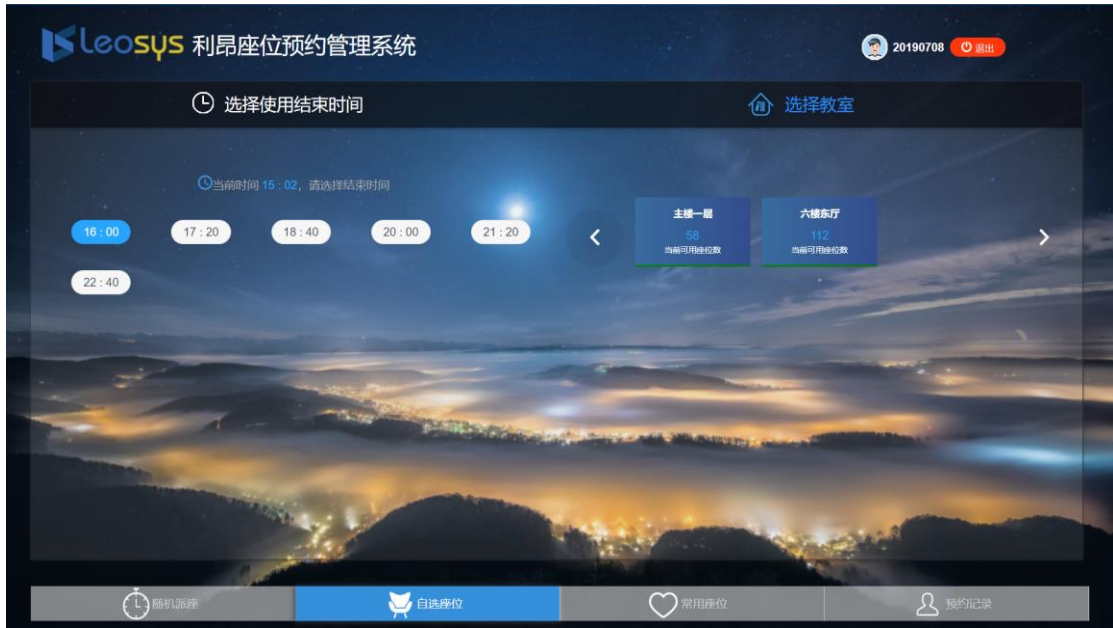 Leosys 利昂座位预约管理系统
20190708 退出
选择使用结束时间
选择教室
当前时间 15 : 02，请选择结束时间
16 : 00 17 : 20 18 : 40 20 : 00 21 : 20
22 : 40
主楼一层
58
当前可用座位数
六楼东厅
112
当前可用座位数
随机派座 自选座位 常用座位 预约记录